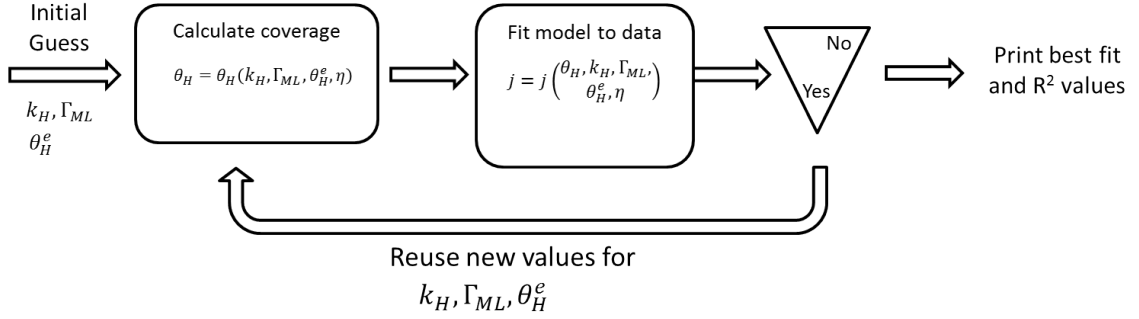 Initial
Guess
k_H, Γ_ML
θ_H^e
Calculate coverage
θ_H = θ_H(k_H, Γ_ML, θ_H^e, η)
Fit model to data
j = j(θ_H, k_H, Γ_ML,
θ_H^e, η)
No
Yes
Print best fit
and R² values
Reuse new values for
k_H, Γ_ML, θ_H^e